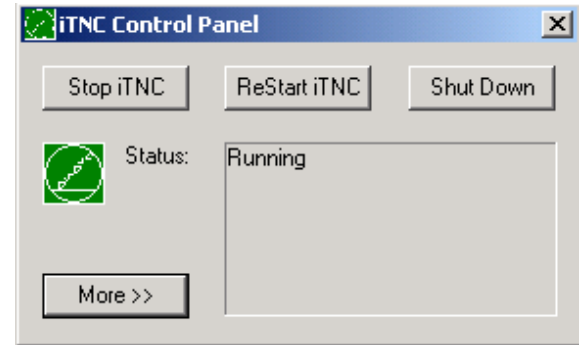 iTNC Control Panel
Stop iTNC
ReStart iTNC
Shut Down
Status:
Running
More >>